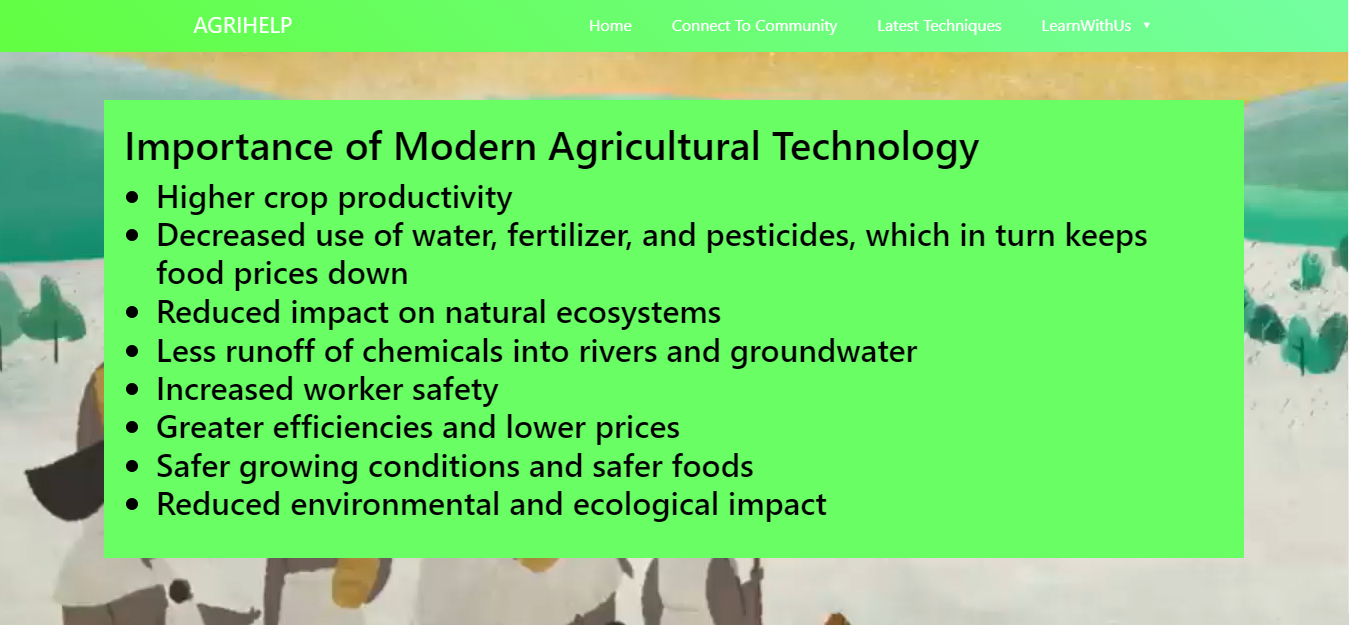 AGRIHELP Home Connect To Community Latest Techniques LearnWithUs ▼
Importance of Modern Agricultural Technology
• Higher crop productivity
• Decreased use of water, fertilizer, and pesticides, which in turn keeps
food prices down
• Reduced impact on natural ecosystems
• Less runoff of chemicals into rivers and groundwater
• Increased worker safety
• Greater efficiencies and lower prices
• Safer growing conditions and safer foods
• Reduced environmental and ecological impact